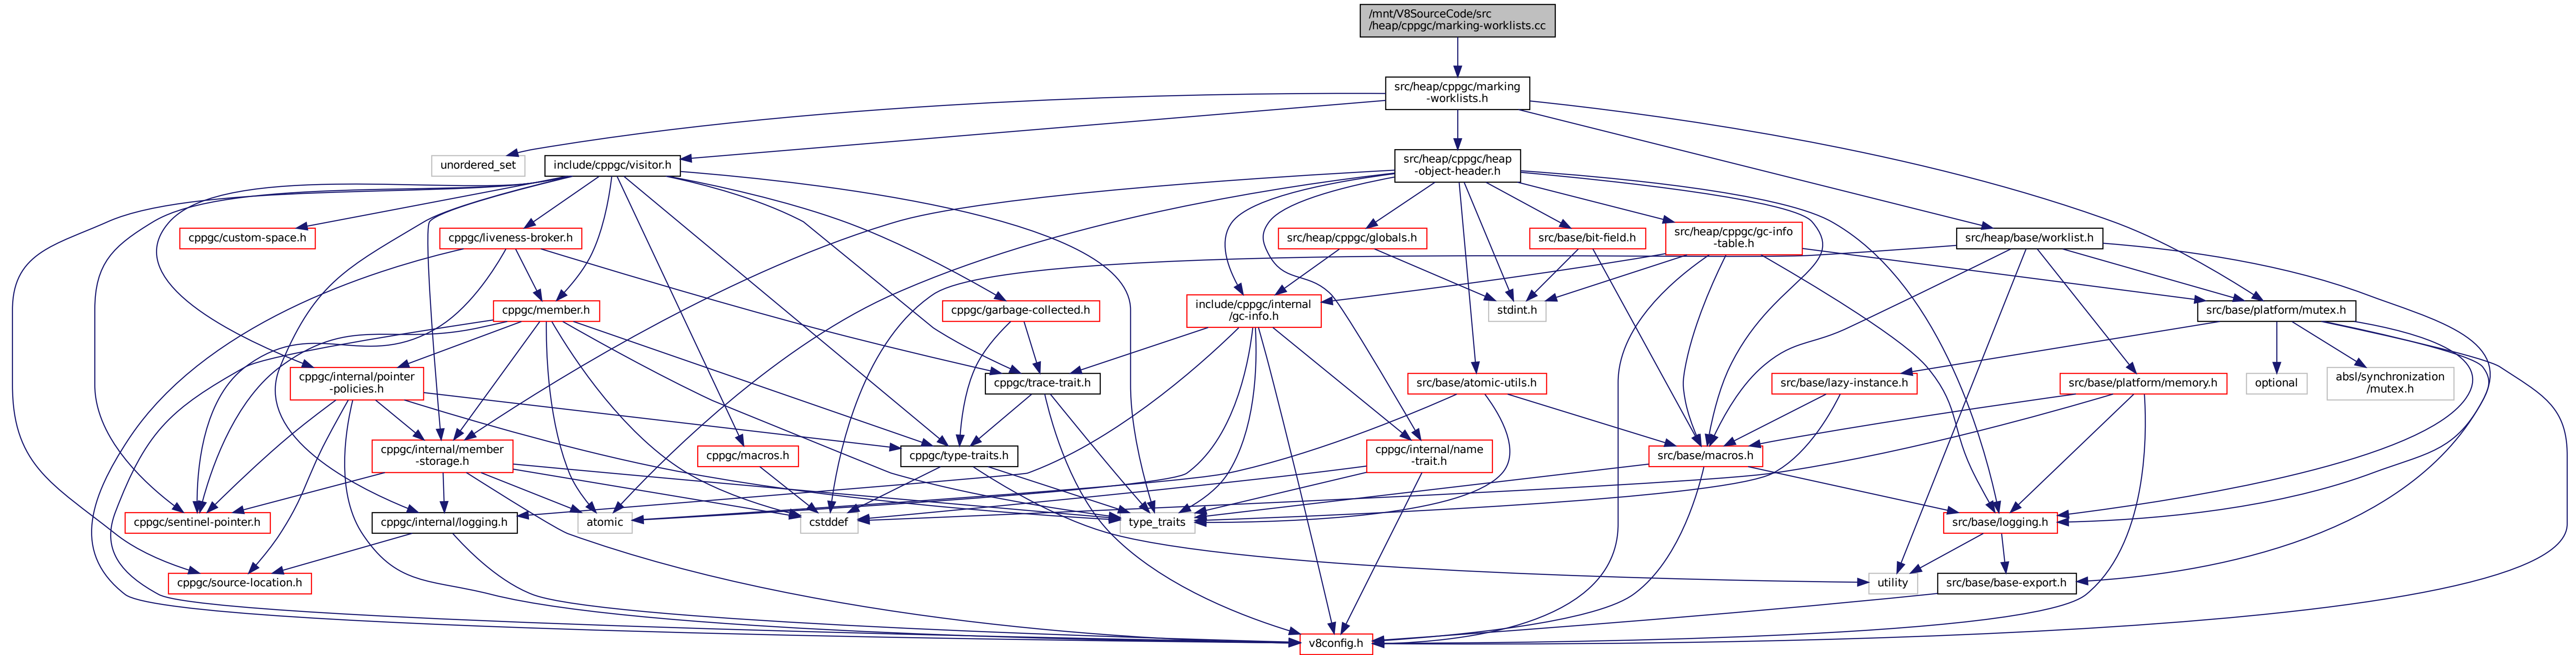 /mnt/V8SourceCode/src
/heap/cppgc/marking-worklists.cc
src/heap/cppgc/marking
-worklists.h
unordered_set
include/cppgc/visitor.h
src/heap/cppgc/heap
-object-header.h
cppgc/custom-space.h
cppgc/liveness-broker.h
src/heap/cppgc/globals.h
src/base/bit-field.h
src/heap/cppgc/gc-info
-table.h
src/heap/base/worklist.h
cppgc/member.h
cppgc/garbage-collected.h
include/cppgc/internal
/gc-info.h
stdint.h
src/base/platform/mutex.h
cppgc/internal/pointer
-policies.h
cppgc/trace-trait.h
src/base/atomic-utils.h
src/base/lazy-instance.h
src/base/platform/memory.h
optional
absl/synchronization
/mutex.h
cppgc/internal/member
-storage.h
cppgc/macros.h
cppgc/type-traits.h
cppgc/internal/name
-trait.h
src/base/macros.h
cppgc/sentinel-pointer.h
cppgc/internal/logging.h
atomic
cstddef
type_traits
src/base/logging.h
cppgc/source-location.h
utility
src/base/base-export.h
v8config.h